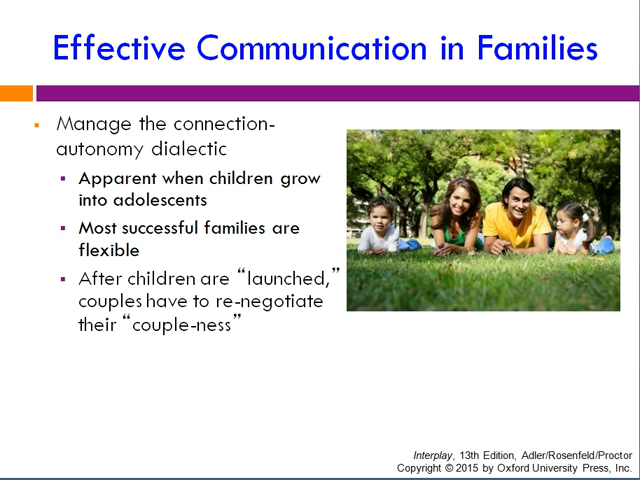 Effective Communication in Families
Manage the connection-
autonomy dialectic
Apparent when children grow
into adolescents
Most successful families are
flexible
After children are “launched,”
couples have to re-negotiate
their “couple-ness”
Interplay, 13th Edition, Adler/Rosenfeld/Proctor
Copyright © 2015 by Oxford University Press, Inc.